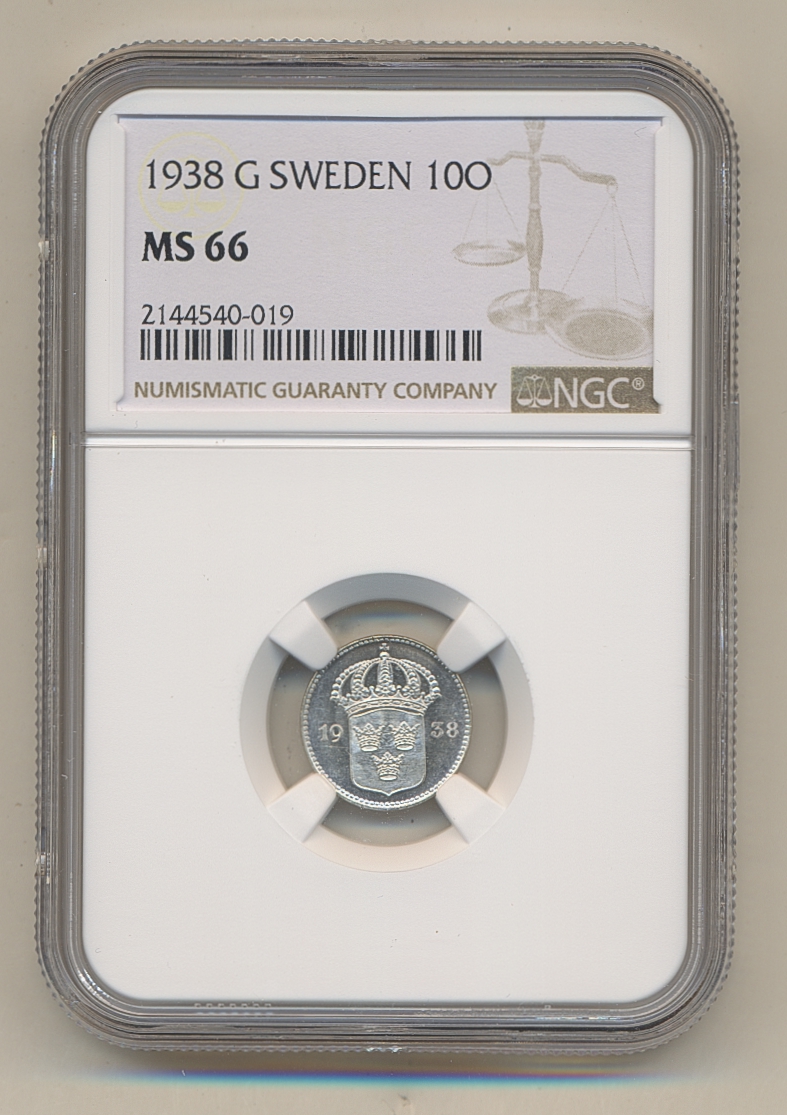 1938 G SWEDEN 10O
MS 66
2144540-019
NUMISMATIC GUARANTY COMPANY
NGC®
19 38